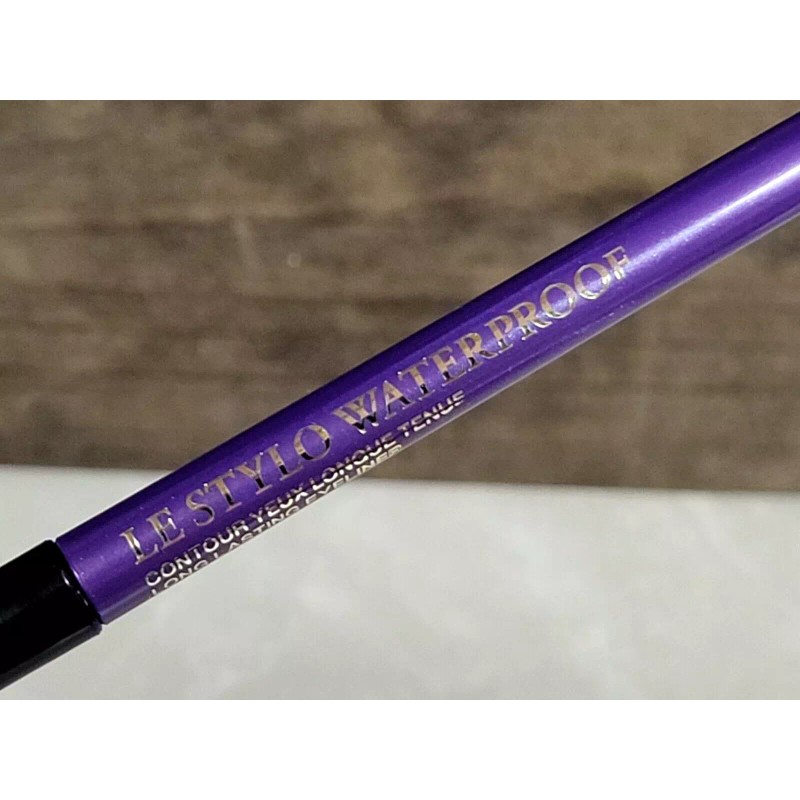 LE STYLO WATERPROOF
CONTOUR YEUX LONGUE TENUE
LONG LASTING EYELINER